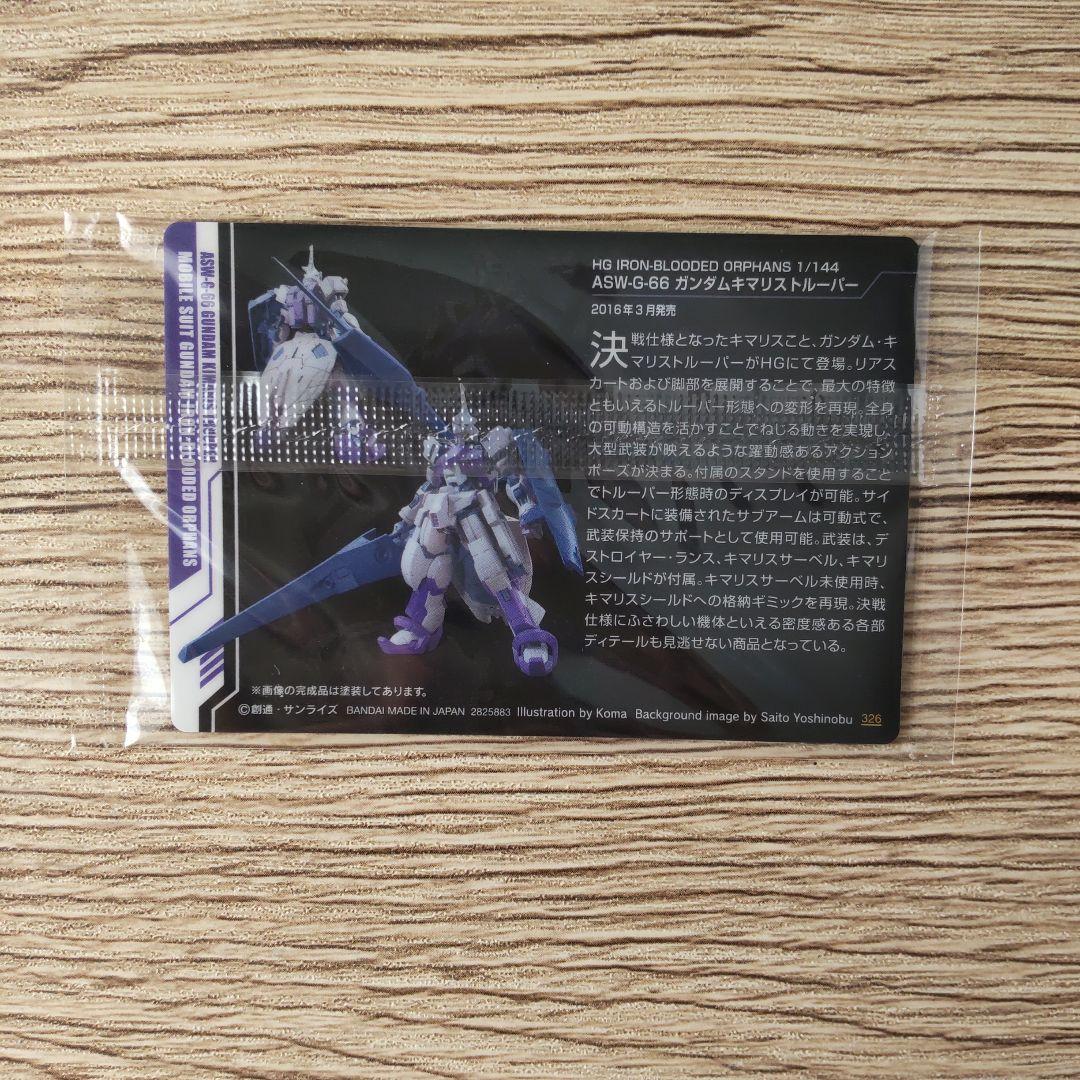 ASW-G-66 GUNDAM
MOBILE SUIT GUNDAM IRON-BLOODED ORPHANS
HG IRON-BLOODED ORPHANS 1/144
ASW-G-66 ガンダムキマリストルーパー
2016年3月発売
決戦仕様となったキマリスこと、ガンダム・キ
マリストルーパーがHGにて登場。リアス
カートおよび脚部を展開することで、最大の特徴
ともいえるトルーパー形態への変形を再現。全身
の可動構造を活かすことでねじる動きを実現し、
大型武装が映えるような躍動感あるアクション
ポーズが決まる。付属のスタンドを使用すること
でトルーパー形態時のディスプレイが可能。サイ
ドスカートに装備されたサブアームは可動式で、
武装保持のサポートとして使用可能。武装は、デ
ストロイヤー・ランス、キマリスサーベル、キマリ
スシールドが付属。キマリスサーベル未使用時、
キマリスシールドへの格納ギミックを再現。決戦
仕様にふさわしい機体といえる密度感ある各部
ディテールも見逃せない商品となっている。
※画像の完成品は塗装してあります。
©創通・サンライズ BANDAI MADE IN JAPAN 2825883 Illustration by Koma Background image by Saito Yoshinobu 326